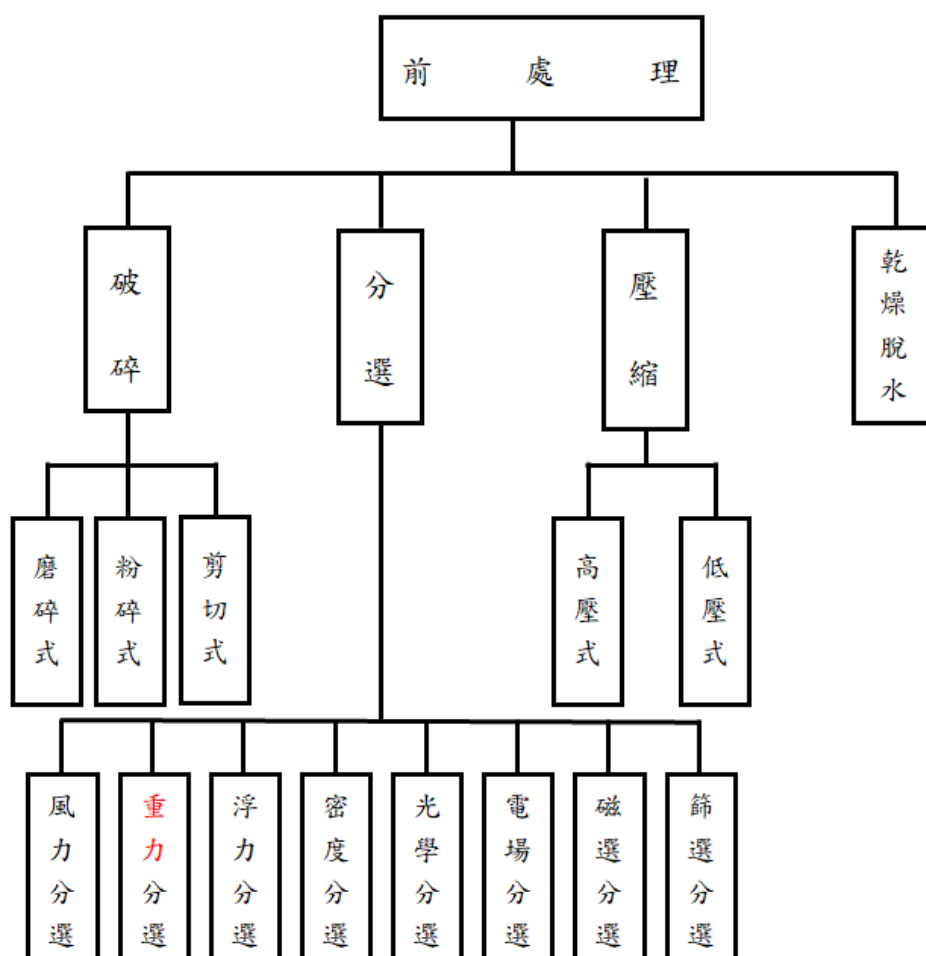 前處理
破碎
分選
壓縮
乾燥脫水
磨碎式
粉碎式
剪切式
高壓式
低壓式
風力分選
重力分選
浮力分選
密度分選
光學分選
電場分選
磁選分選
篩選分選